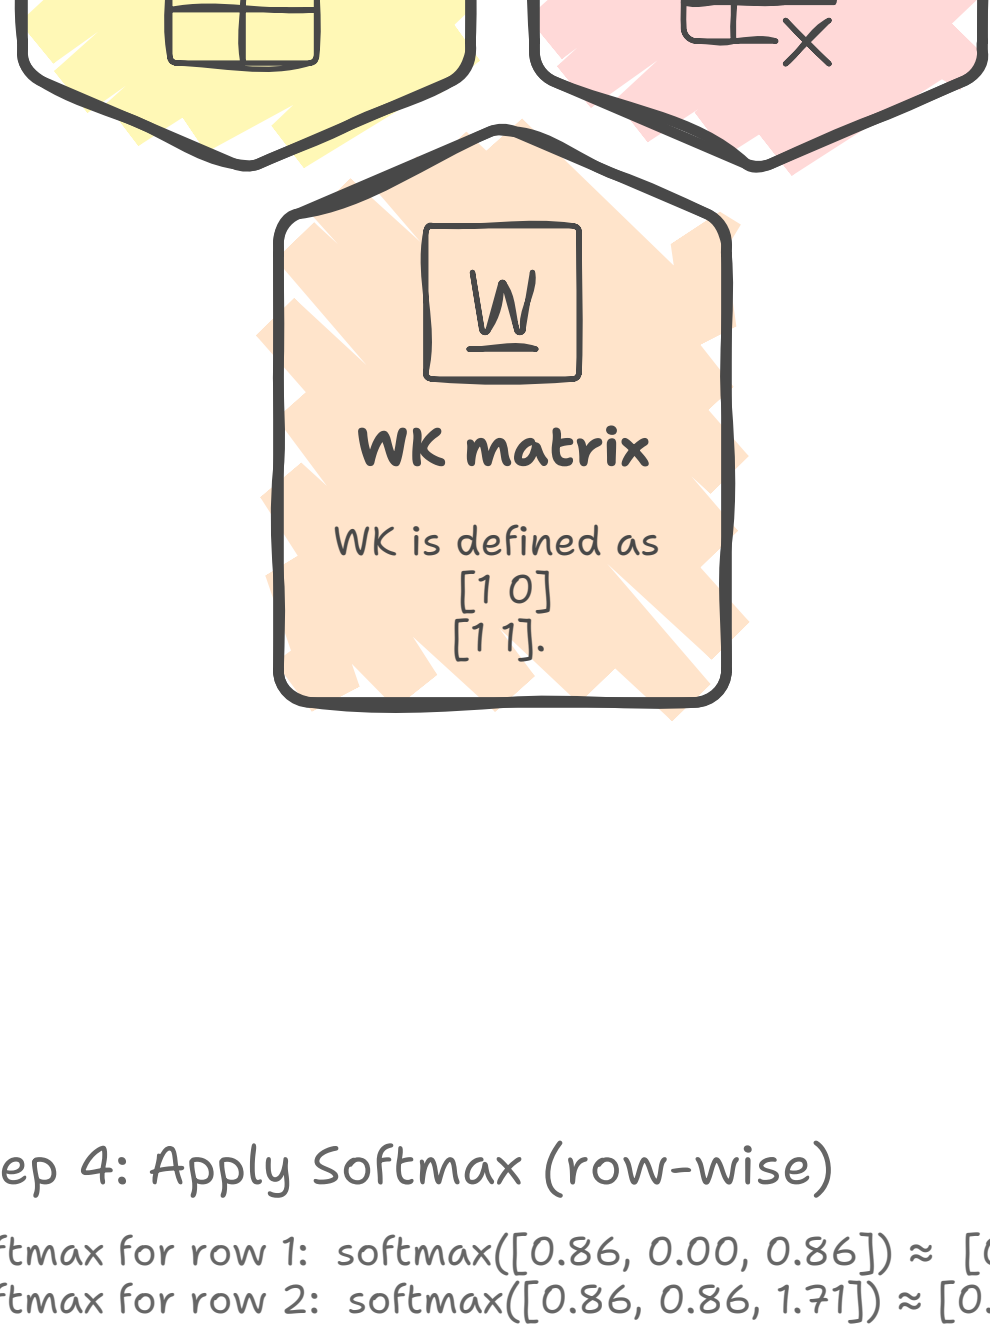 W
WK matrix
WK is defined as
[1 0]
[1 1].
ep 4: Apply Softmax (row-wise)
ftmax for row 1: softmax([0.86, 0.00, 0.86]) ≈ [0
ftmax for row 2: softmax([0.86, 0.86, 1.71]) ≈ [0.